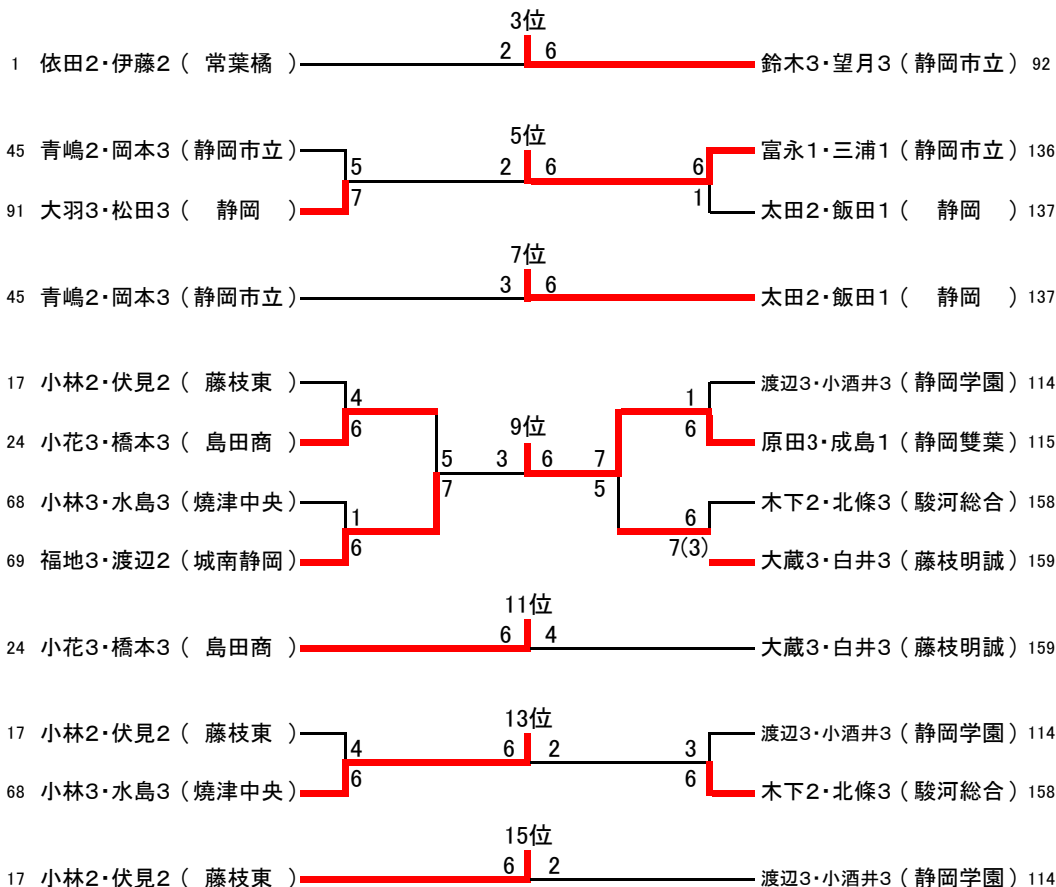 3位
2 6
1 依田2・伊藤2 ( 常葉橘 ) 鈴木3・望月3 ( 静岡市立 ) 92
5位
45 青嶋2・岡本3 ( 静岡市立 ) 富永1・三浦1 ( 静岡市立 ) 136
5 2 6 6
7 1
91 大羽3・松田3 ( 静岡 ) 太田2・飯田1 ( 静岡 ) 137
7位
3 6
45 青嶋2・岡本3 ( 静岡市立 ) 太田2・飯田1 ( 静岡 ) 137
17 小林2・伏見2 ( 藤枝東 ) 渡辺3・小酒井3 ( 静岡学園 ) 114
4 1
6 6
24 小花3・橋本3 ( 島田商 ) 原田3・成島1 ( 静岡雙葉 ) 115
9位
5 3 6 7
7 5
68 小林3・水島3 ( 焼津中央 ) 木下2・北條3 ( 駿河総合 ) 158
1 6
6 7(3)
69 福地3・渡辺2 ( 城南静岡 ) 大蔵3・白井3 ( 藤枝明誠 ) 159
11位
6 4
24 小花3・橋本3 ( 島田商 ) 大蔵3・白井3 ( 藤枝明誠 ) 159
13位
17 小林2・伏見2 ( 藤枝東 ) 渡辺3・小酒井3 ( 静岡学園 ) 114
4 6 2 3
6 6
68 小林3・水島3 ( 焼津中央 ) 木下2・北條3 ( 駿河総合 ) 158
15位
6 2
17 小林2・伏見2 ( 藤枝東 ) 渡辺3・小酒井3 ( 静岡学園 ) 114